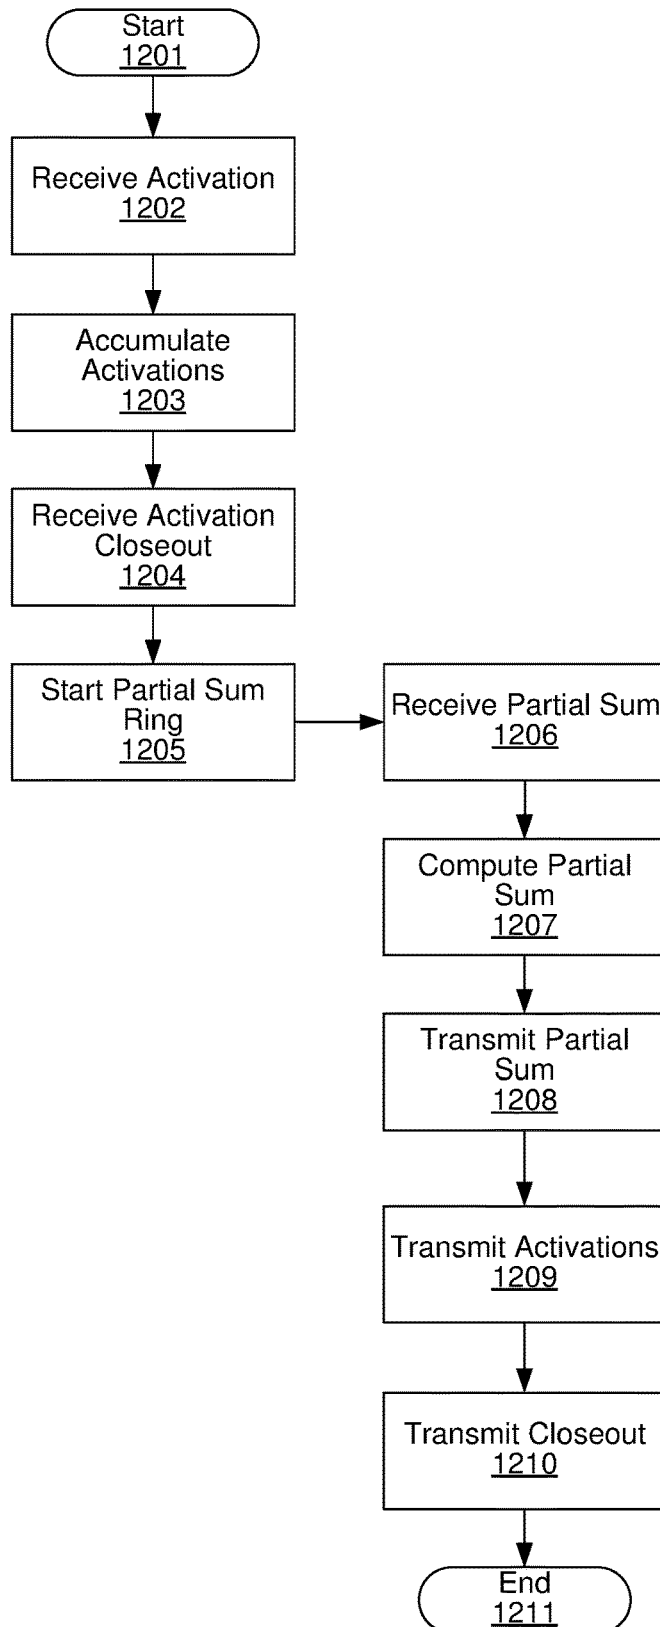 Start
1201
Receive Activation
1202
Accumulate
Activations
1203
Receive Activation
Closeout
1204
Start Partial Sum
Ring
1205
Receive Partial Sum
1206
Compute Partial
Sum
1207
Transmit Partial
Sum
1208
Transmit Activations
1209
Transmit Closeout
1210
End
1211